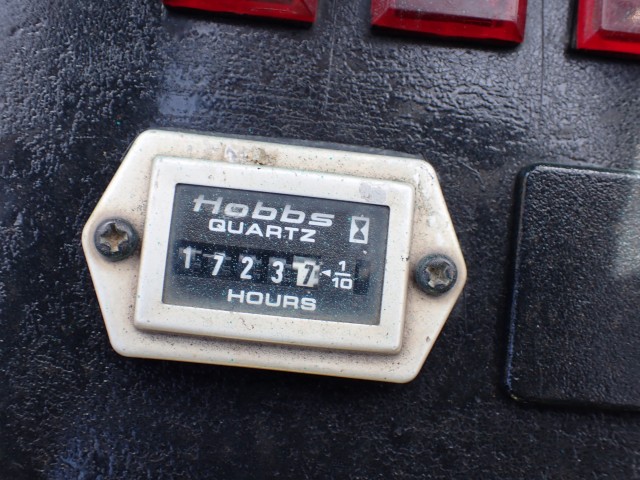 Hobbs
QUARTZ
17237 ◄ 1/10
HOURS